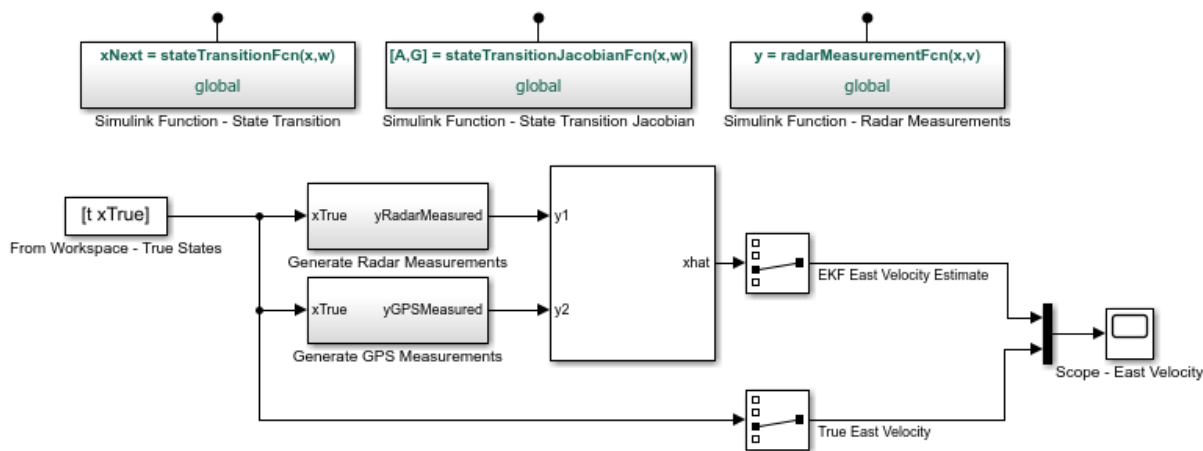 xNext = stateTransitionFcn(x,w)
global
Simulink Function - State Transition
[A,G] = stateTransitionJacobianFcn(x,w)
global
Simulink Function - State Transition Jacobian
y = radarMeasurementFcn(x,v)
global
Simulink Function - Radar Measurements
[t xTrue]
From Workspace - True States
xTrue yRadarMeasured
Generate Radar Measurements
xTrue yGPSMeasured
Generate GPS Measurements
y1
y2
xhat
EKF East Velocity Estimate
True East Velocity
Scope - East Velocity